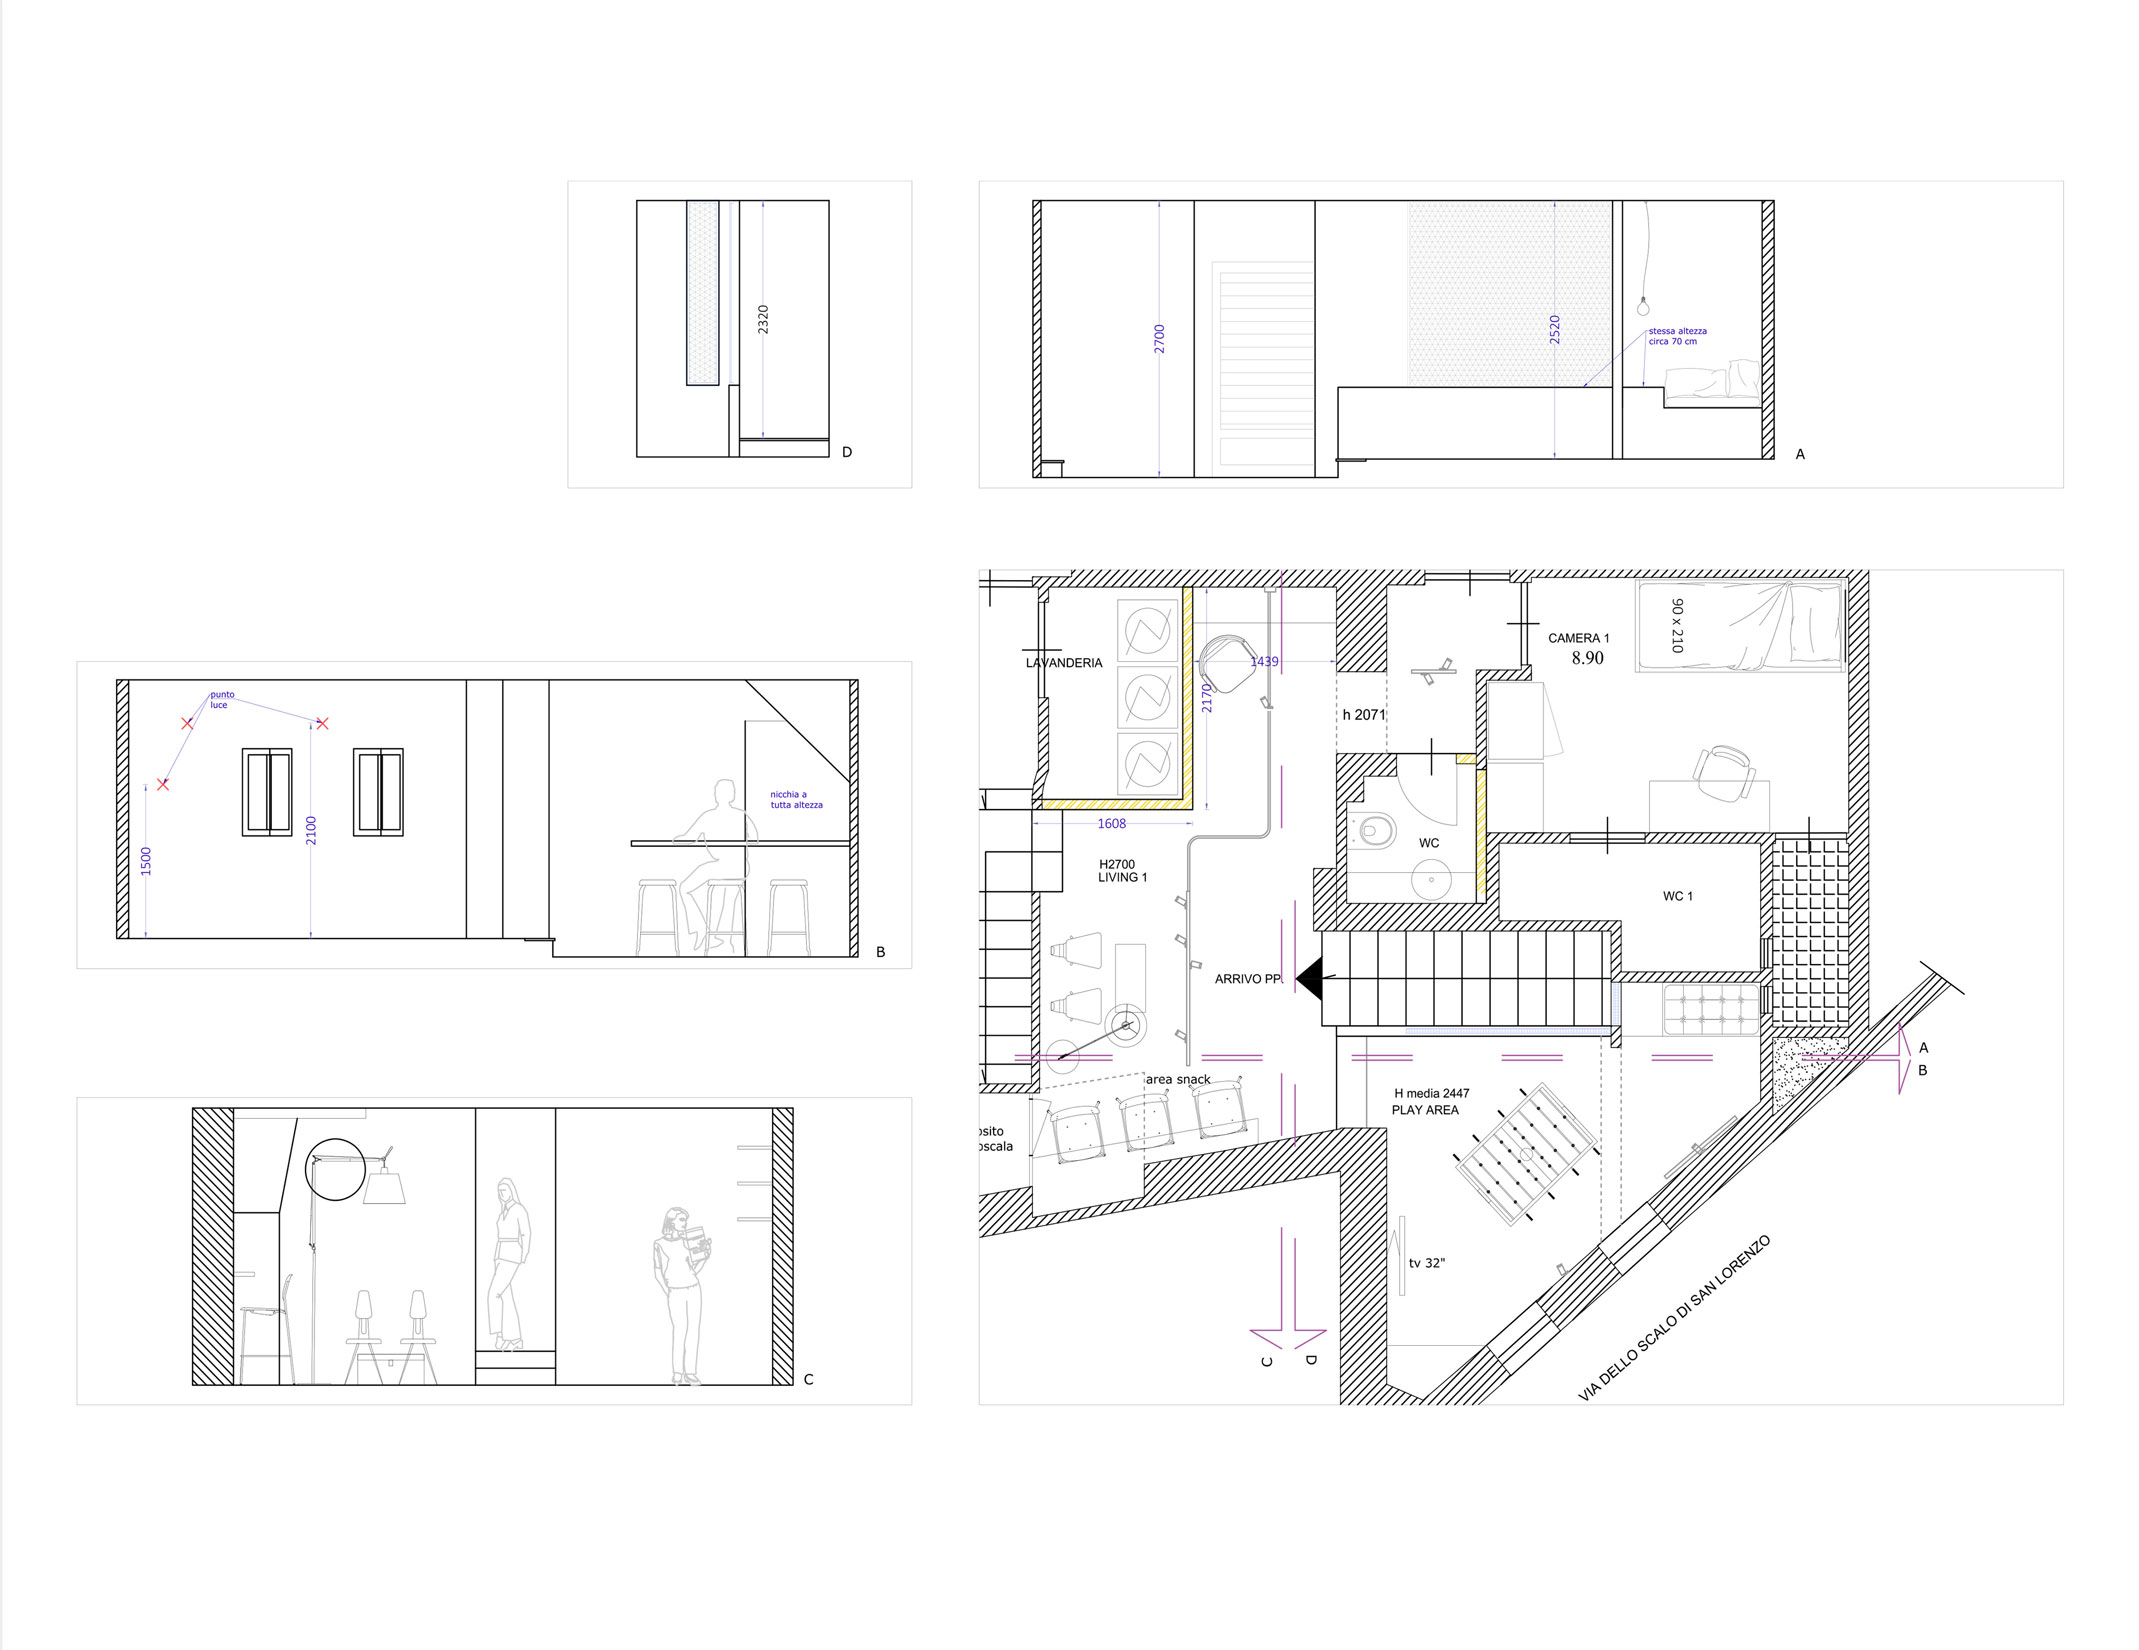 2320
D
2700
2520
stessa altezza
circa 70 cm
A
punto
luce
1500
2100
nicchia a
tutta altezza
B
C
LAVANDERIA
1439
2170
1608
h 2071
CAMERA 1
8.90
90 x 210
WC
WC 1
H2700
LIVING 1
ARRIVO PP.
area snack
osito
oscala
H media 2447
PLAY AREA
tv 32"
VIA DELLO SCALO DI SAN LORENZO
A
B
C
D